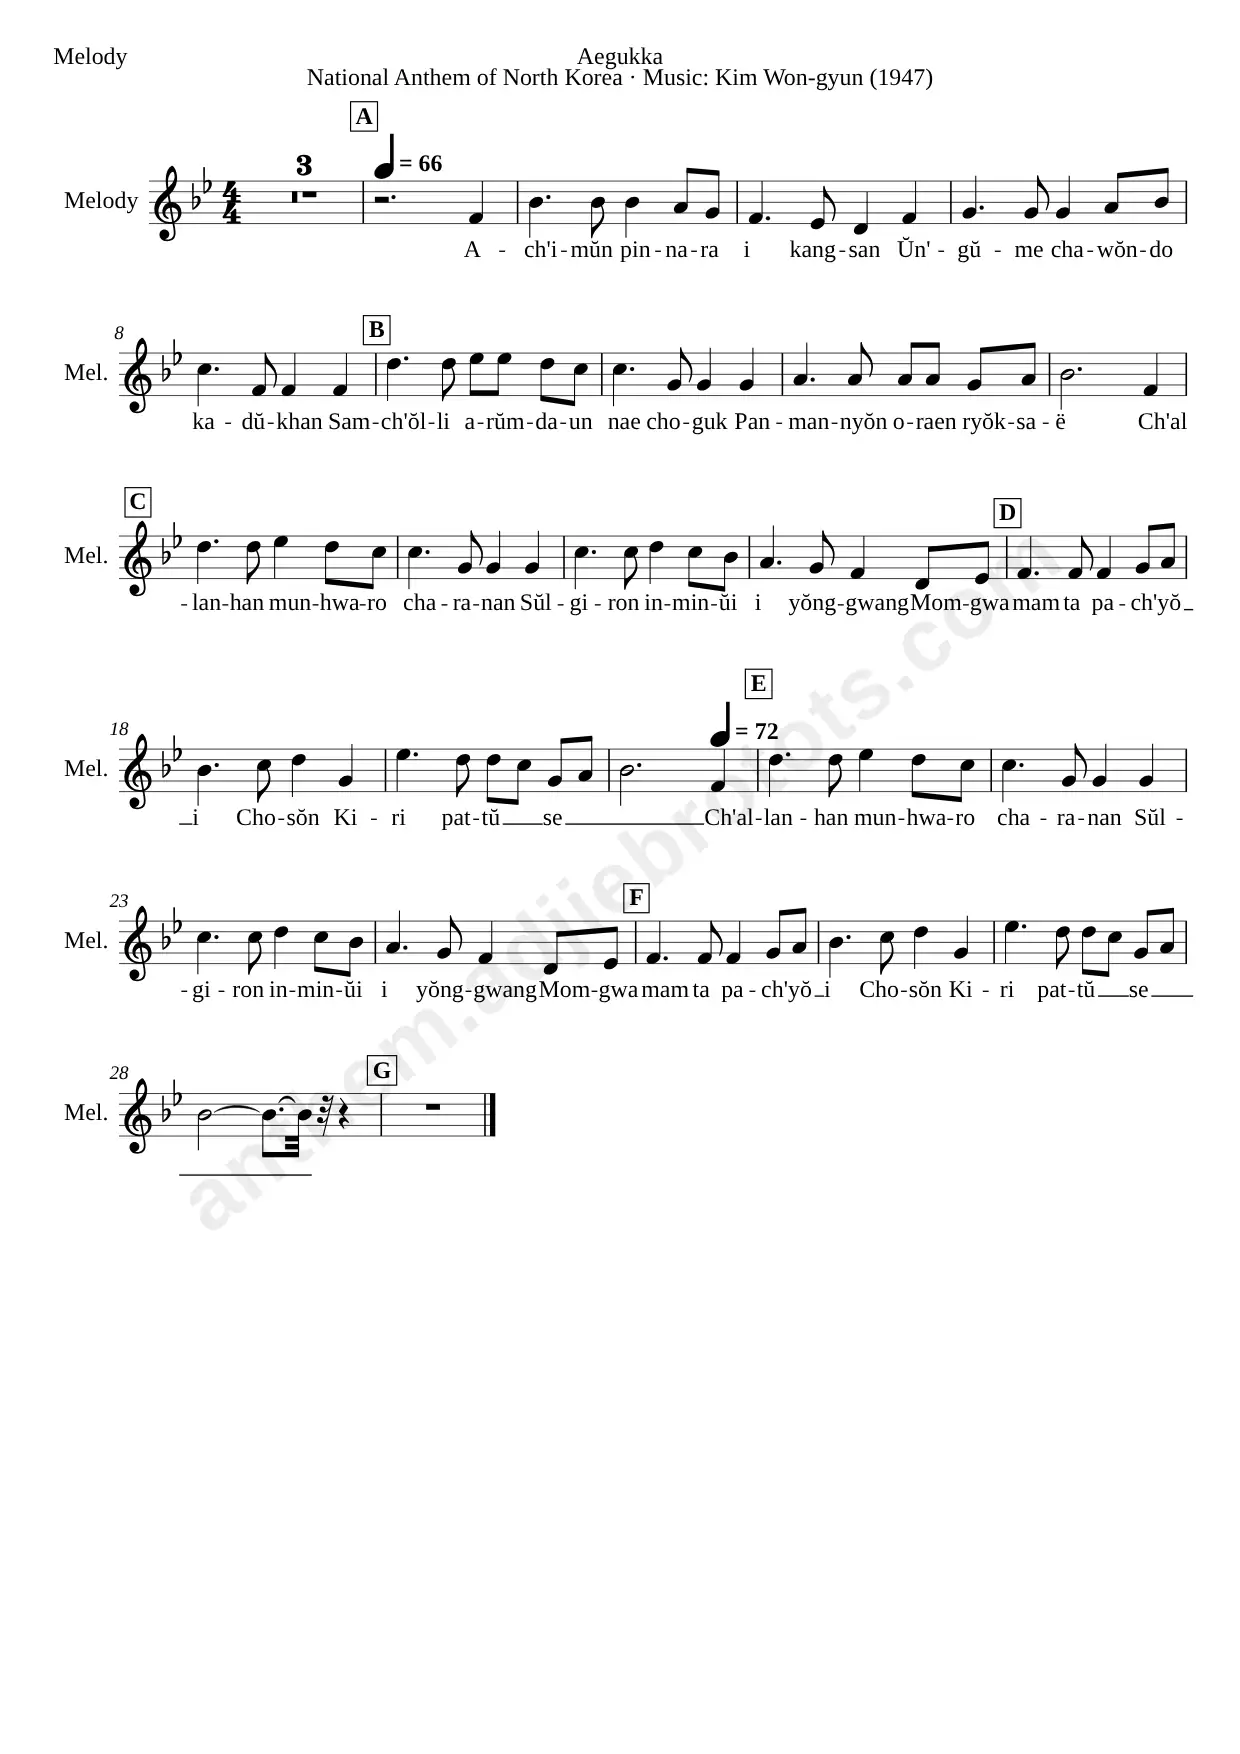 Melody
Aegukka
National Anthem of North Korea · Music: Kim Won-gyun (1947)
A
3
= 66
Melody
A - ch'i - mŭn pin - na - ra i kang - san Ŭn' - gŭ - me cha - wŏn - do
8
B
Mel.
ka - dŭ - khan Sam - ch'ŏl - li a - rŭm - da - un nae cho - guk Pan - man - nyŏn o - raen ryŏk - sa - ë Ch'al
C
D
Mel.
- lan - han mun - hwa - ro cha - ra - nan Sŭl - gi - ron in - min - ŭi i yŏng - gwang Mom - gwa mam ta pa - ch'yŏ _
E
18
= 72
Mel.
_ i Cho - sŏn Ki - ri pat - tŭ _ se _ Ch'al - lan - han mun - hwa - ro cha - ra - nan Sŭl -
23
F
Mel.
- gi - ron in - min - ŭi i yŏng - gwang Mom - gwa mam ta pa - ch'yŏ _ i Cho - sŏn Ki - ri pat - tŭ _ se _
28
G
Mel.
anthem.adjiebrotots.com